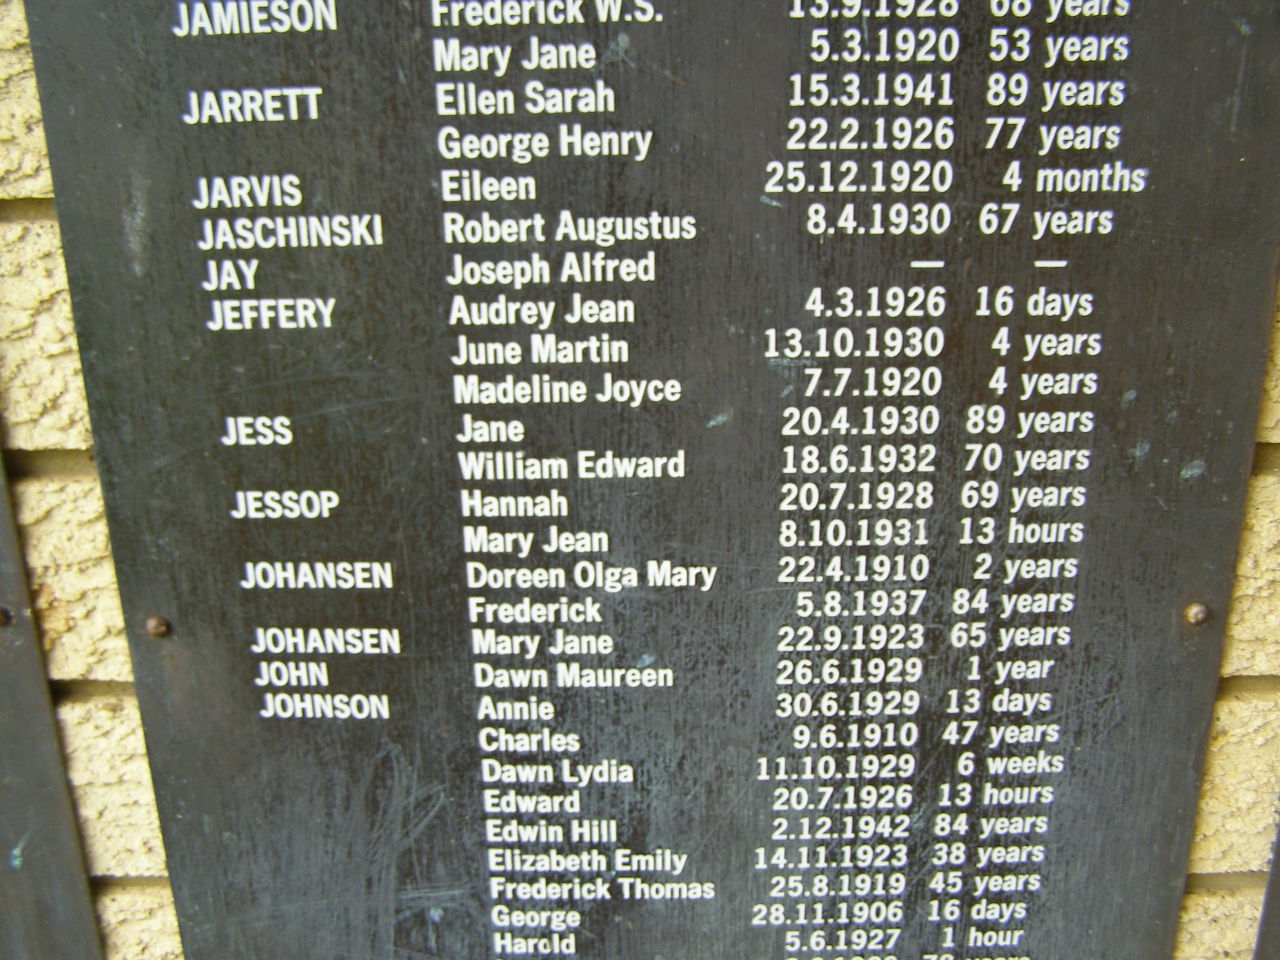 JAMIESON Frederick W.S. 13.9.1928 68 years
Mary Jane 5.3.1920 53 years
JARRETT Ellen Sarah 15.3.1941 89 years
George Henry 22.2.1926 77 years
JARVIS Eileen 25.12.1920 4 months
JASCHINSKI Robert Augustus 8.4.1930 67 years
JAY Joseph Alfred — —
JEFFERY Audrey Jean 4.3.1926 16 days
June Martin 13.10.1930 4 years
Madeline Joyce 7.7.1920 4 years
JESS Jane 20.4.1930 89 years
William Edward 18.6.1932 70 years
JESSOP Hannah 20.7.1928 69 years
Mary Jean 8.10.1931 13 hours
JOHANSEN Doreen Olga Mary 22.4.1910 2 years
Frederick 5.8.1937 84 years
JOHANSEN Mary Jane 22.9.1923 65 years
JOHN Dawn Maureen 26.6.1929 1 year
JOHNSON Annie 30.6.1929 13 days
Charles 9.6.1910 47 years
Dawn Lydia 11.10.1929 6 weeks
Edward 20.7.1926 13 hours
Edwin Hill 2.12.1942 84 years
Elizabeth Emily 14.11.1923 38 years
Frederick Thomas 25.8.1919 45 years
George 28.11.1906 16 days
Harold 5.6.1927 1 hour